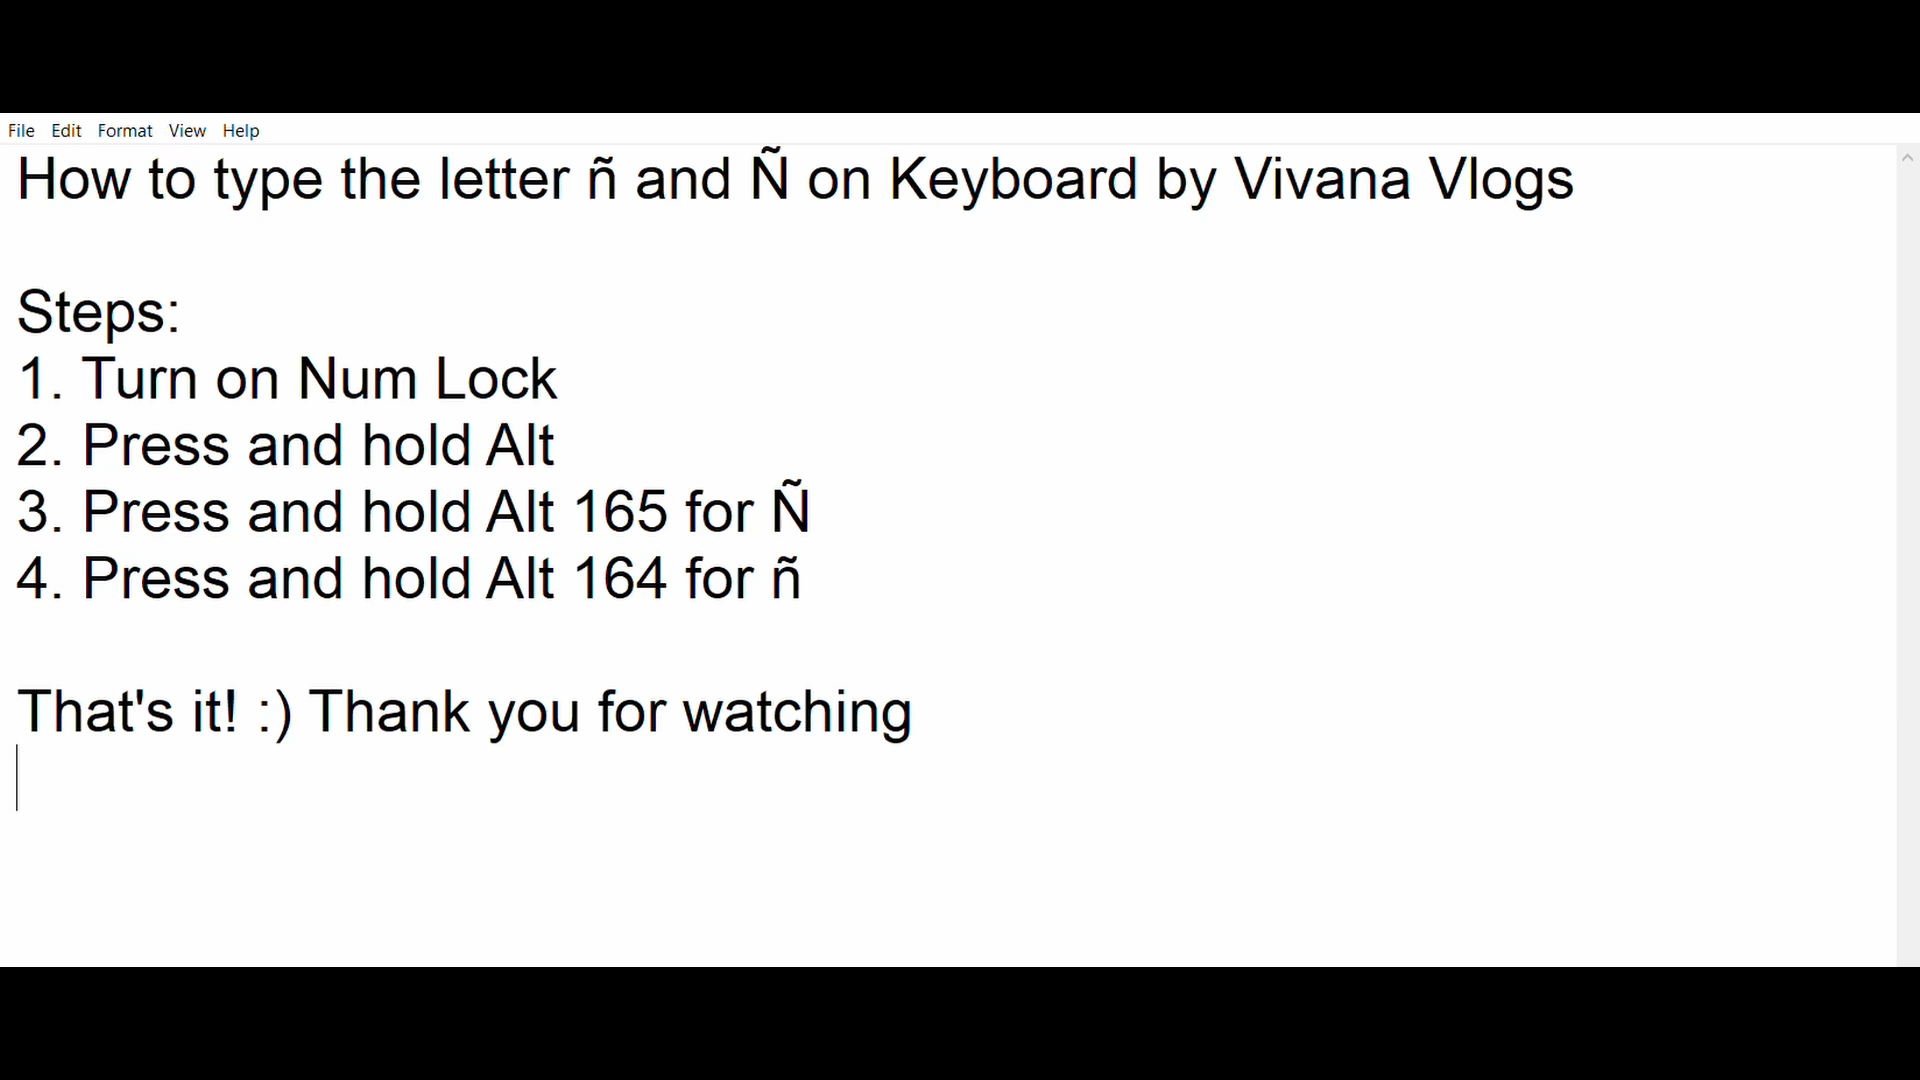 File Edit Format View Help
How to type the letter ñ and Ñ on Keyboard by Vivana Vlogs
Steps:
1. Turn on Num Lock
2. Press and hold Alt
3. Press and hold Alt 165 for Ñ
4. Press and hold Alt 164 for ñ
That's it! :) Thank you for watching